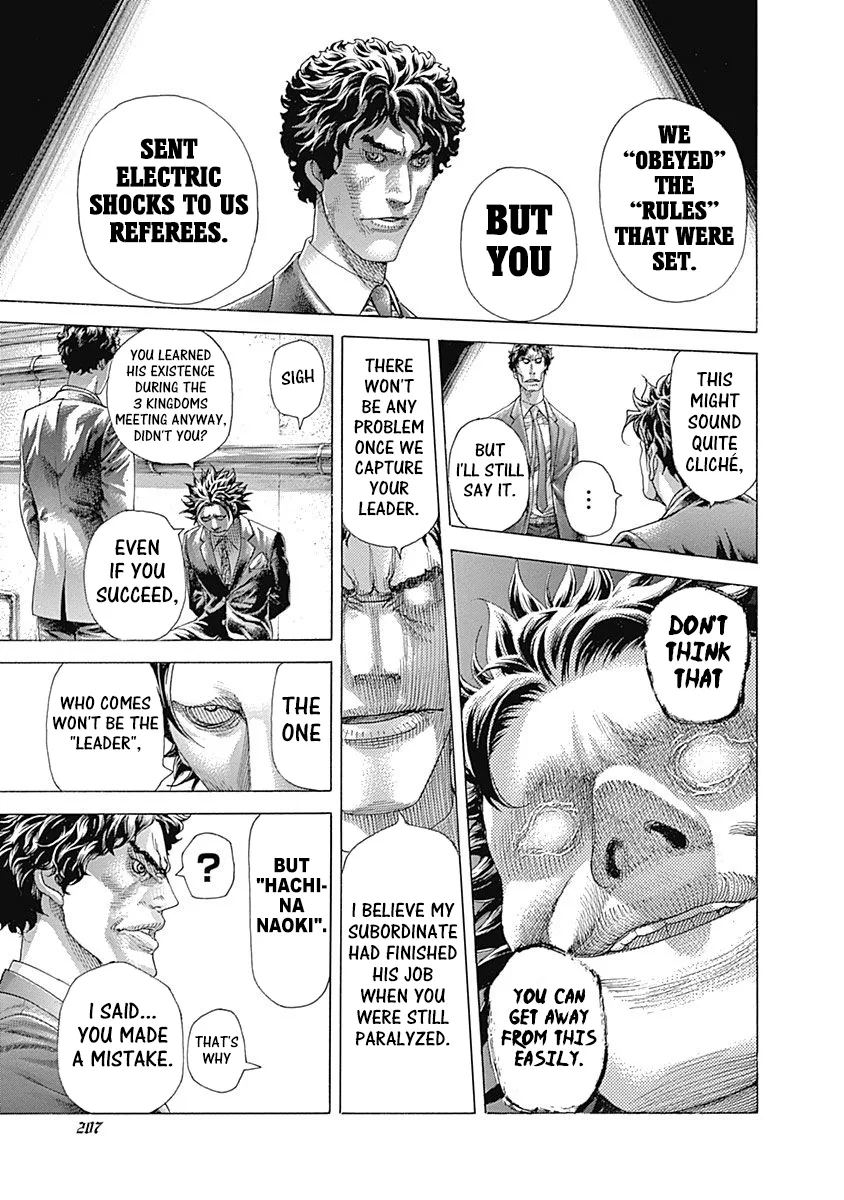 WE
"OBEYED"
THE
"RULES"
THAT WERE
SET.
BUT
YOU
SENT
ELECTRIC
SHOCKS TO US
REFEREES.
THIS
MIGHT
SOUND
QUITE
CLICHÉ,
...
BUT
I'LL STILL
SAY IT.
DON'T
THINK
THAT
YOU CAN
GET AWAY
FROM THIS
EASILY.
THERE
WON'T
BE ANY
PROBLEM
ONCE WE
CAPTURE
YOUR
LEADER.
I BELIEVE MY
SUBORDINATE
HAD FINISHED
HIS JOB
WHEN YOU
WERE STILL
PARALYZED.
SIGH
YOU LEARNED
HIS EXISTENCE
DURING THE
3 KINGDOMS
MEETING ANYWAY,
DIDN'T YOU?
EVEN
IF YOU
SUCCEED,
THE
ONE
WHO COMES
WON'T BE THE
"LEADER",
BUT
"HACHI-
NA
NAOKI".
?
THAT'S
WHY
I SAID...
YOU MADE
A MISTAKE.
207